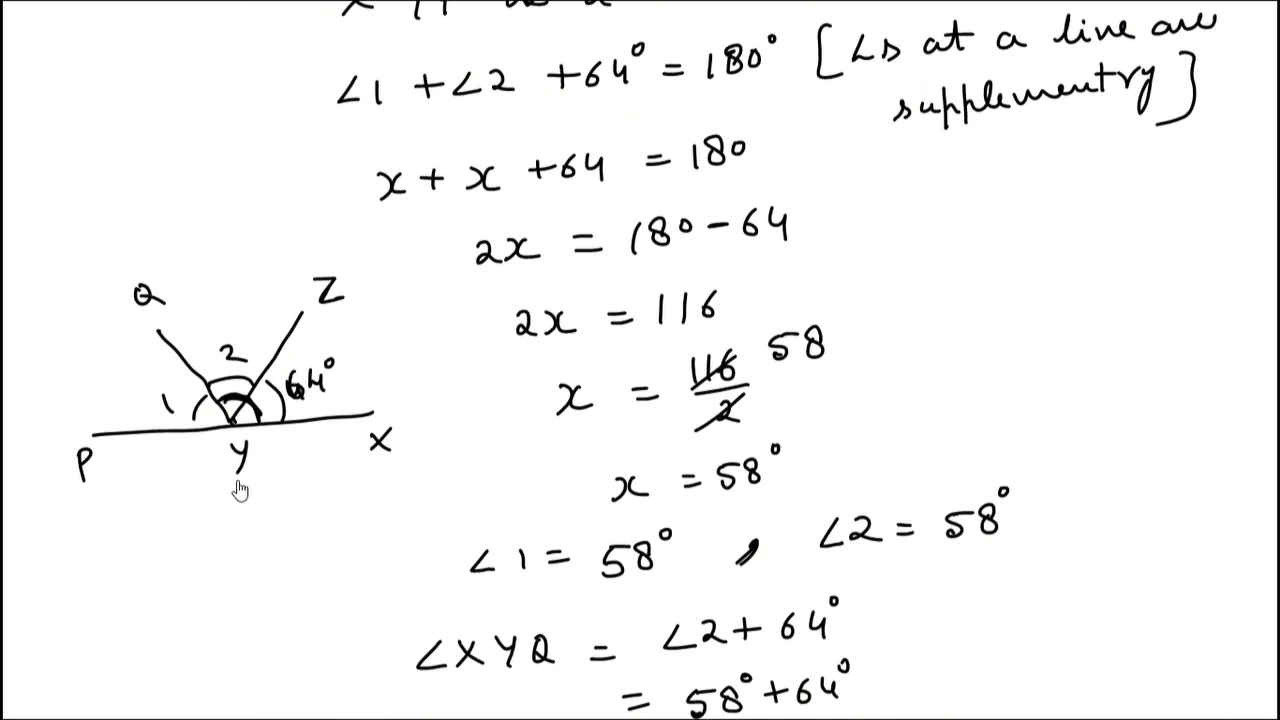 ∠1 + ∠2 + 64° = 180° [∠s at a line are
supplementry]
x + x + 64 = 180
2x = 180 - 64
2x = 116
x = 116/2 58
x = 58°
∠1 = 58° , ∠2 = 58°
∠XYQ = ∠2 + 64°
= 58° + 64°
Q Z
2
1 64°
P Y X